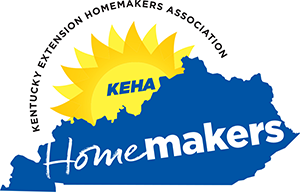 KENTUCKY EXTENSION HOMEMAKERS ASSOCIATION
KEHA
Homemakers